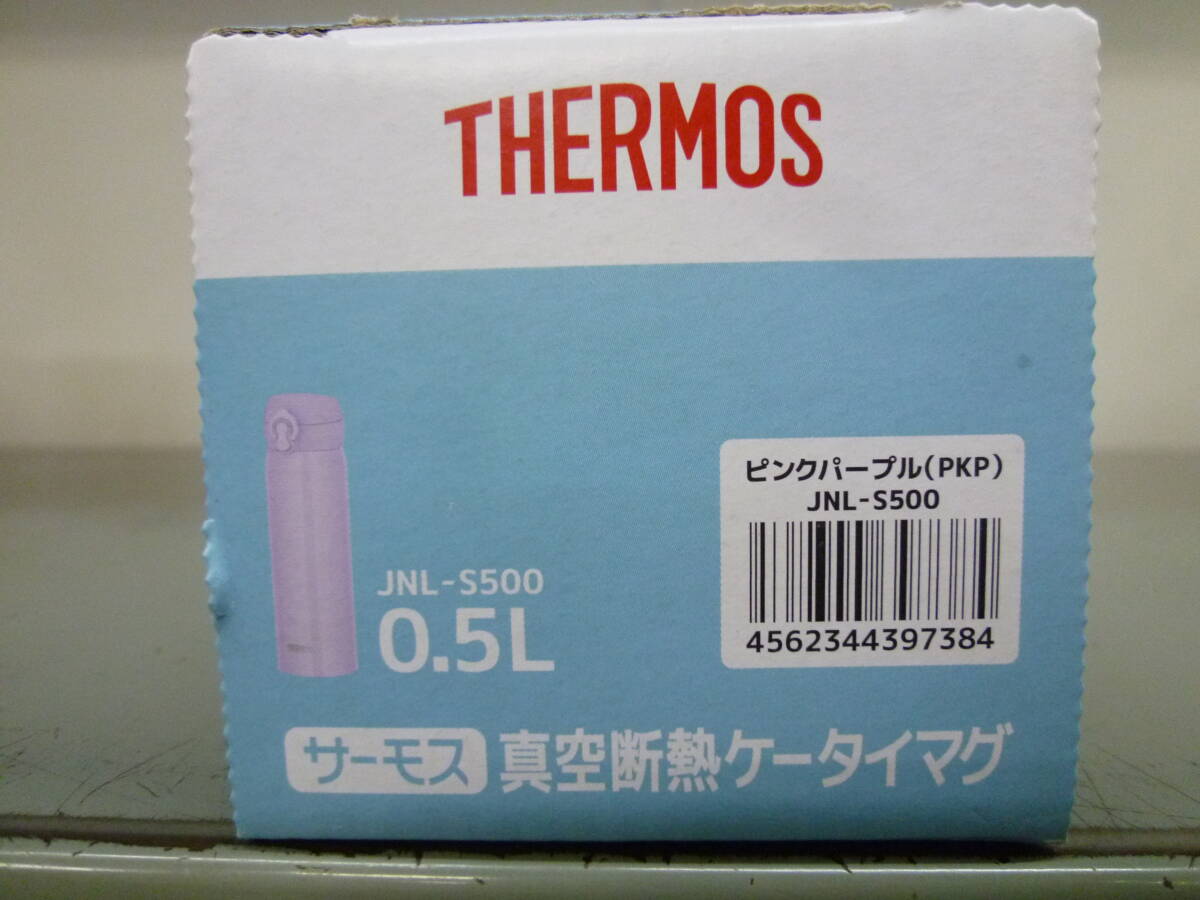 THERMOS
ピンクパープル(PKP)
JNL-S500
4562344397384
JNL-S500
0.5L
サーモス 真空断熱ケータイマグ